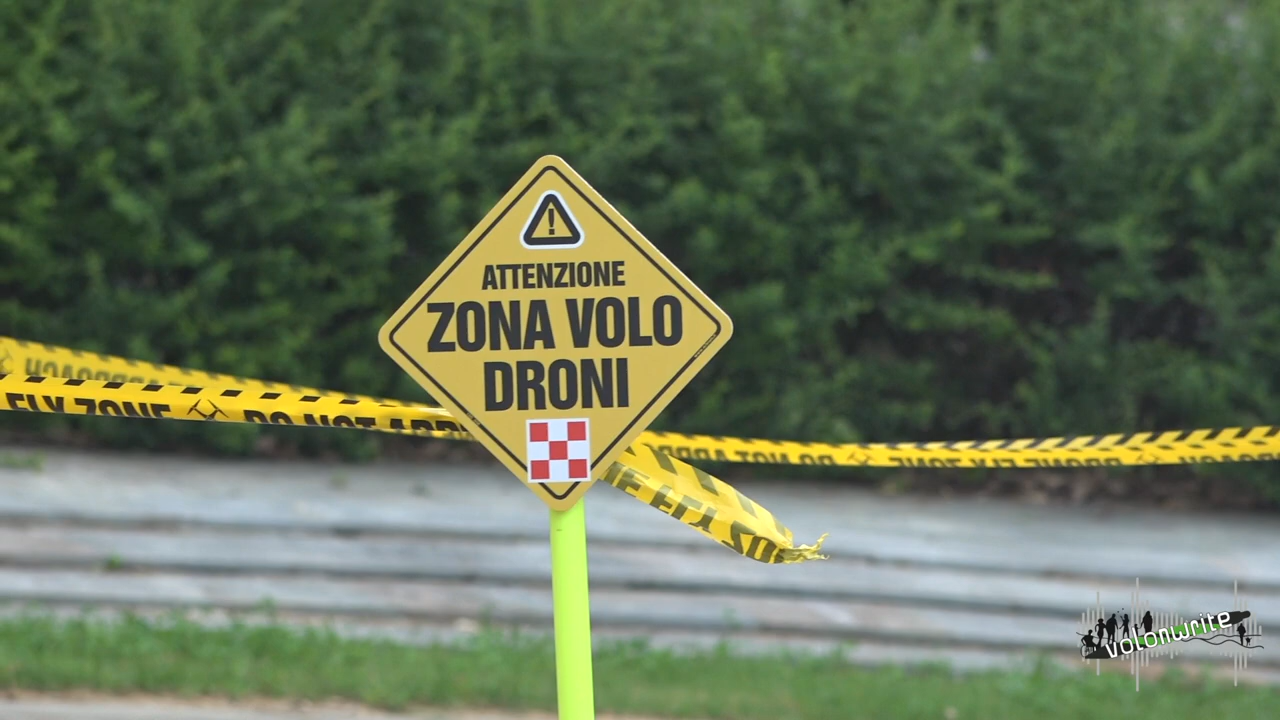 !
ATTENZIONE
ZONA VOLO
DRONI
FLY ZONE DO NOT
volonwrite